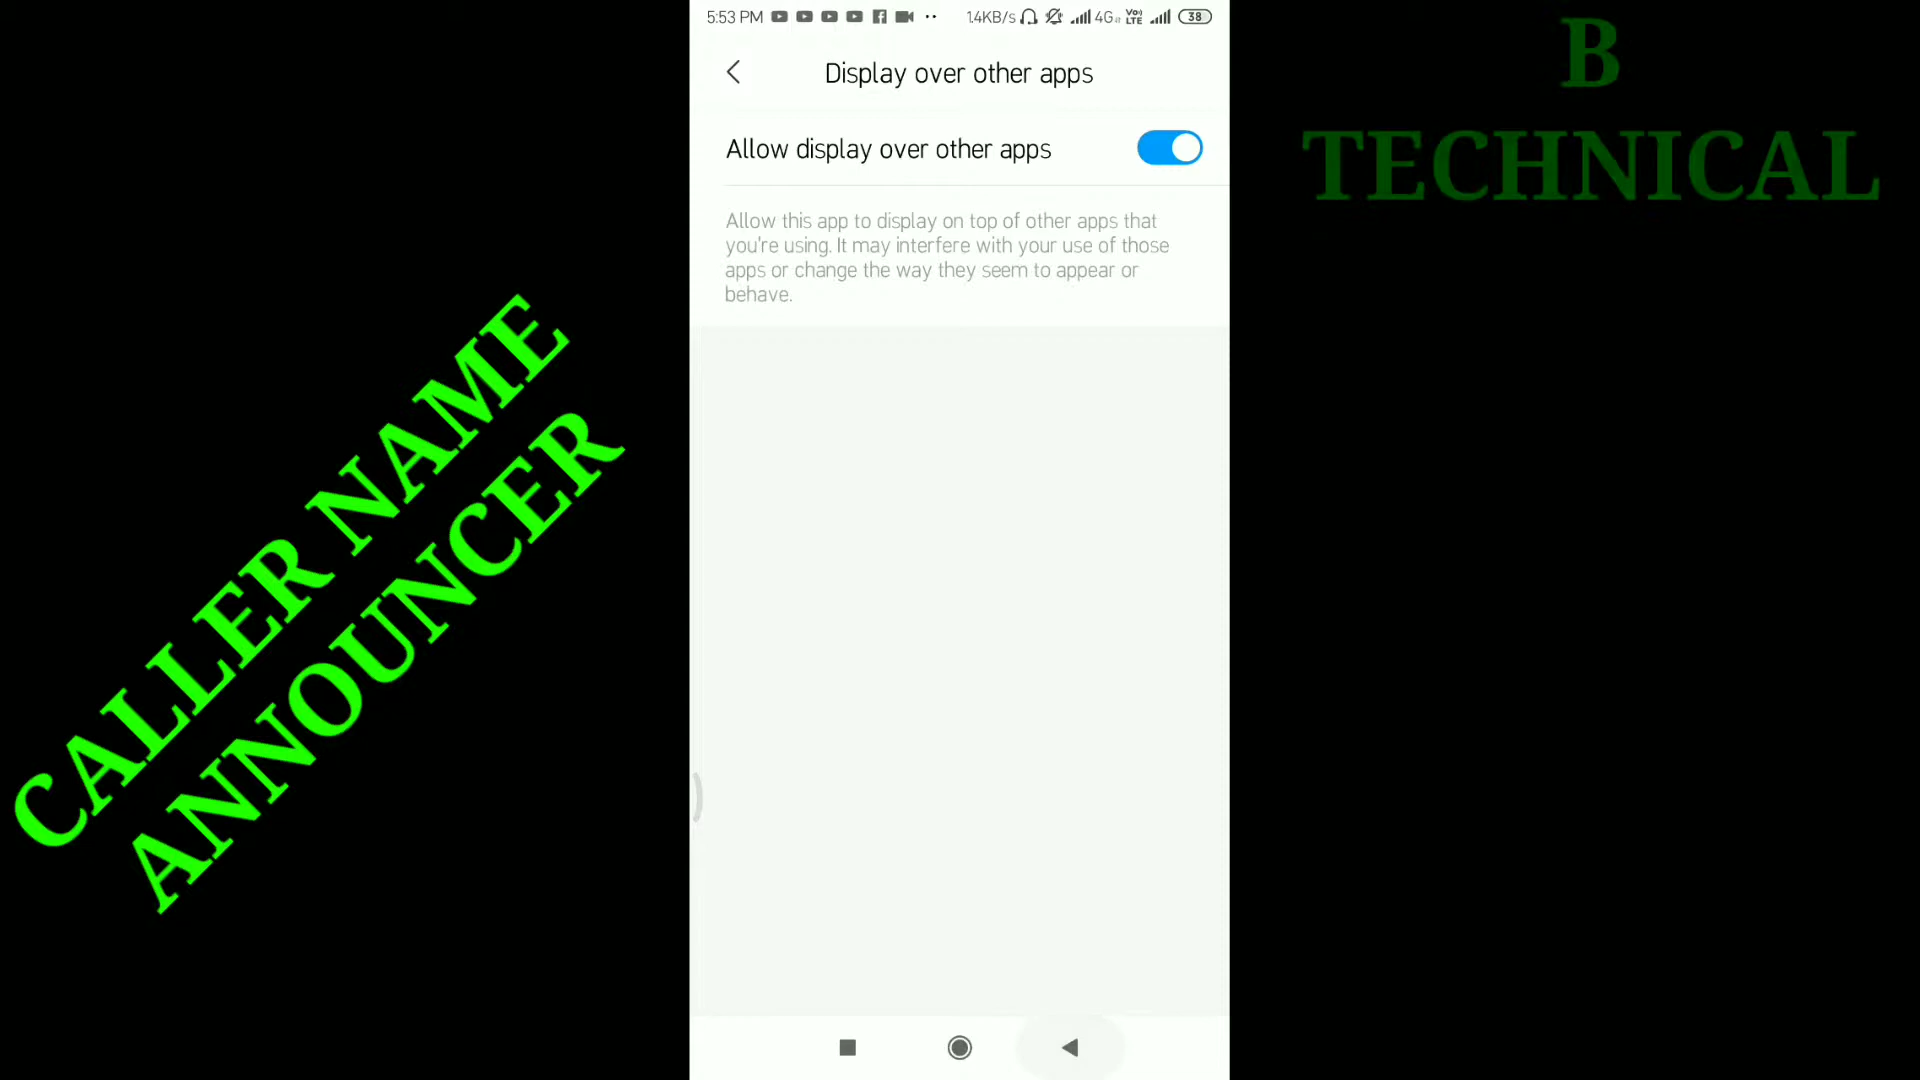 5:53 PM 1.4KB/s 4G VoLTE 38
Display over other apps
Allow display over other apps
Allow this app to display on top of other apps that
you're using. It may interfere with your use of those
apps or change the way they seem to appear or
behave.
CALLER NAME
ANNOUNCER
B
TECHNICAL